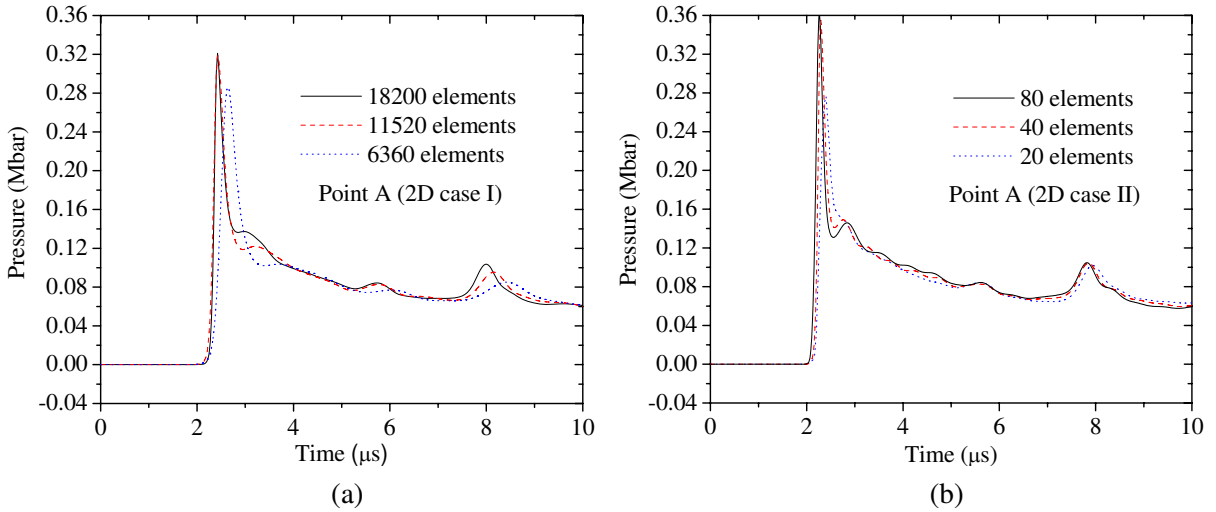 0.36
0.32
0.28
0.24
0.20
0.16
0.12
0.08
0.04
0.00
-0.04
Pressure (Mbar)
18200 elements
11520 elements
6360 elements
Point A (2D case I)
0 2 4 6 8 10
Time (μs)
(a)
0.36
0.32
0.28
0.24
0.20
0.16
0.12
0.08
0.04
0.00
-0.04
Pressure (Mbar)
80 elements
40 elements
20 elements
Point A (2D case II)
0 2 4 6 8 10
Time (μs)
(b)